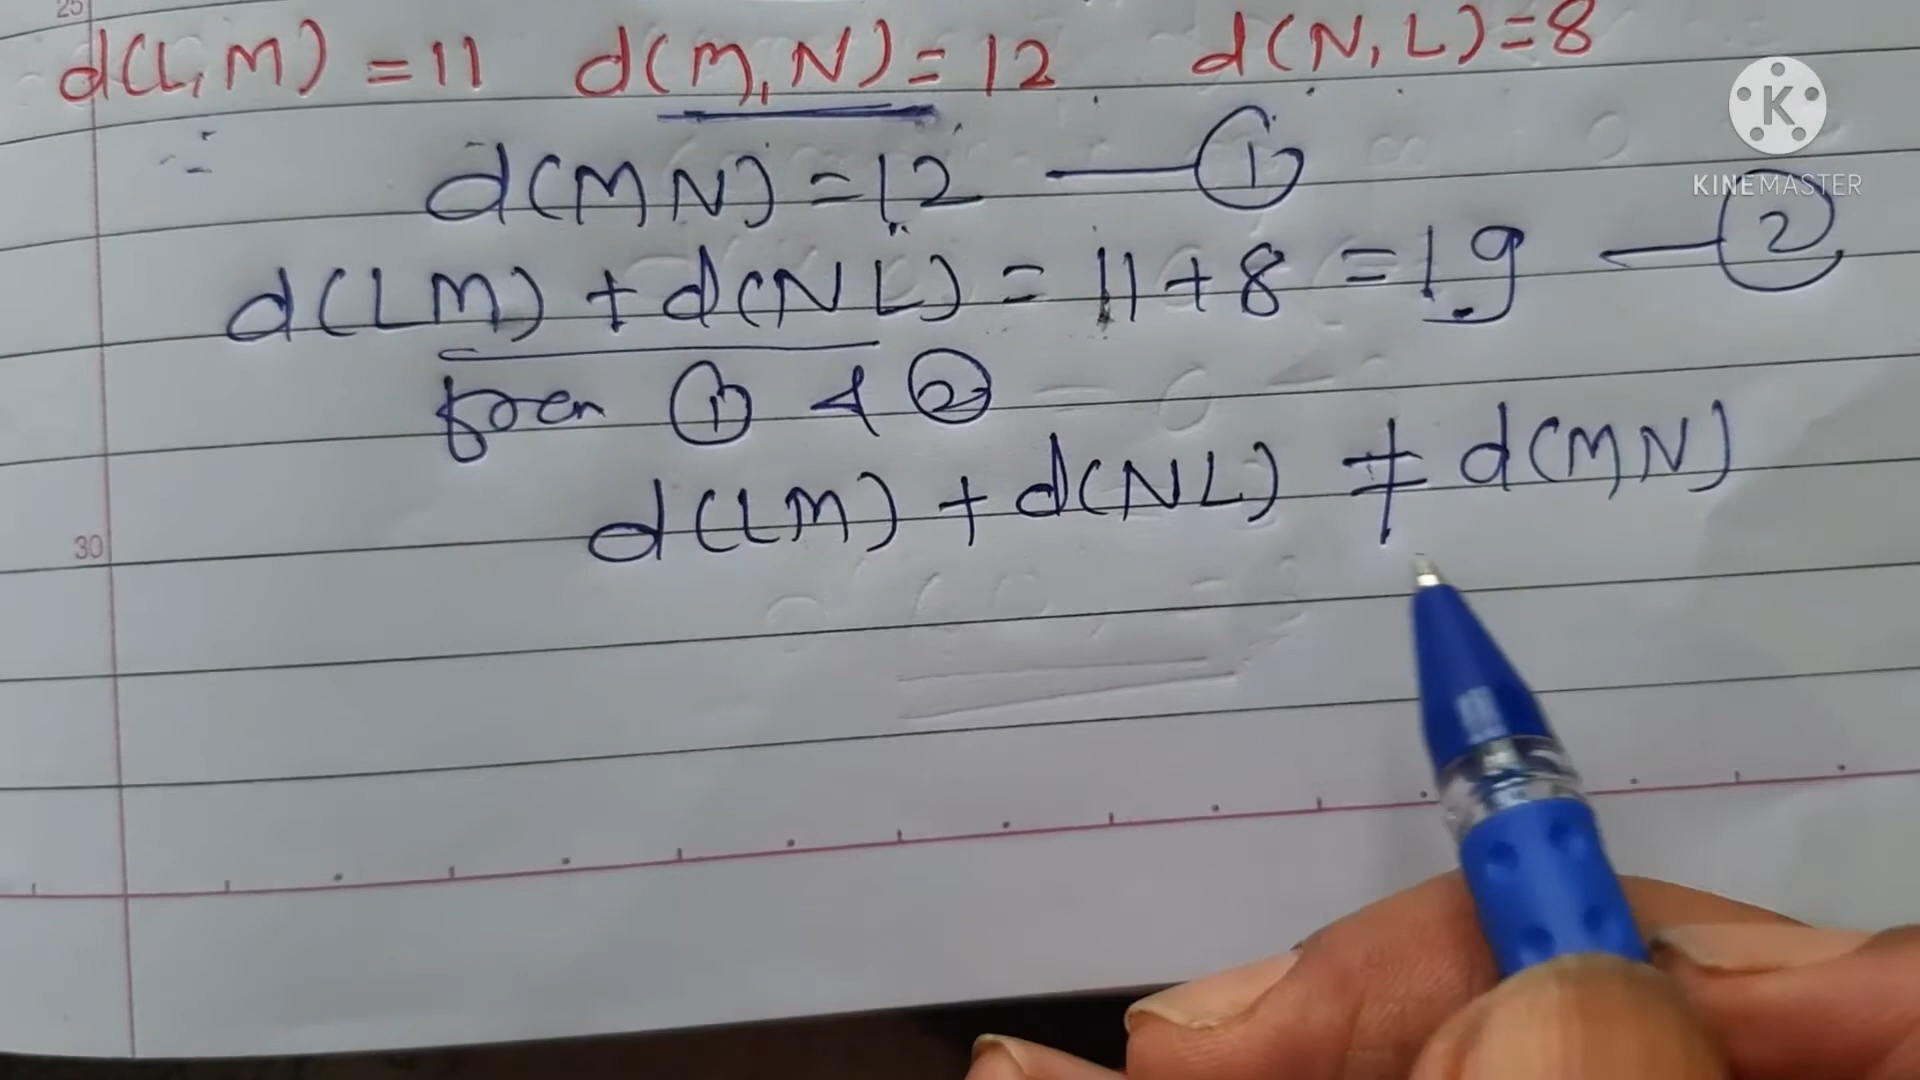 25
d(L,M) = 11 d(M,N) = 12 d(N,L) = 8
d(MN) = 12 — ①
d(LM) + d(NL) = 11 + 8 = 19 — ②
from ① & ②
d(LM) + d(NL) ≠ d(MN)
30
K
KINEMASTER